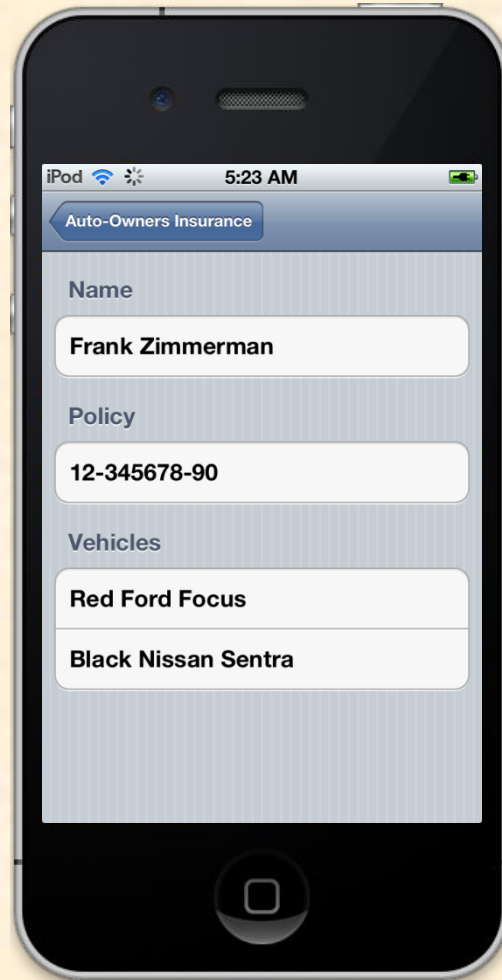 iPod 5:23 AM
Auto-Owners Insurance
Name
Frank Zimmerman
Policy
12-345678-90
Vehicles
Red Ford Focus
Black Nissan Sentra